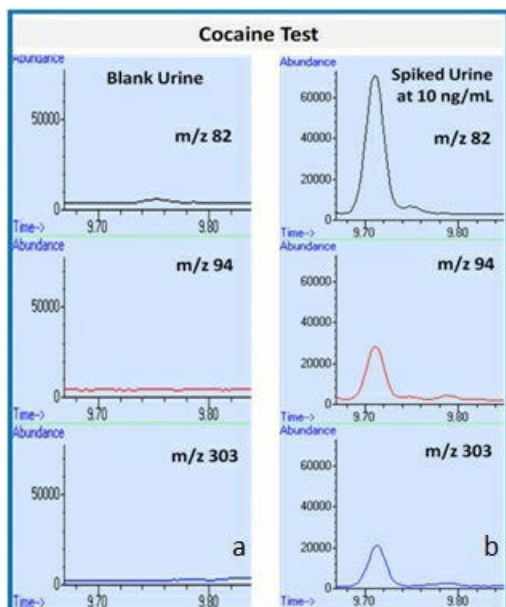 Cocaine Test
Abundance
Blank Urine
50000
m/z 82
0
Time-->
9.70
9.80
m/z 94
50000
0
Time-->
9.70
9.80
Abundance
m/z 303
50000
a
0
Time-->
9.70
9.80
Abundance
Spiked Urine
at 10 ng/mL
60000
m/z 82
40000
20000
0
Time-->
9.70
9.80
Abundance
m/z 94
60000
40000
20000
0
Time-->
9.70
9.80
Abundance
m/z 303
60000
40000
b
20000
0
Time-->
9.70
9.80